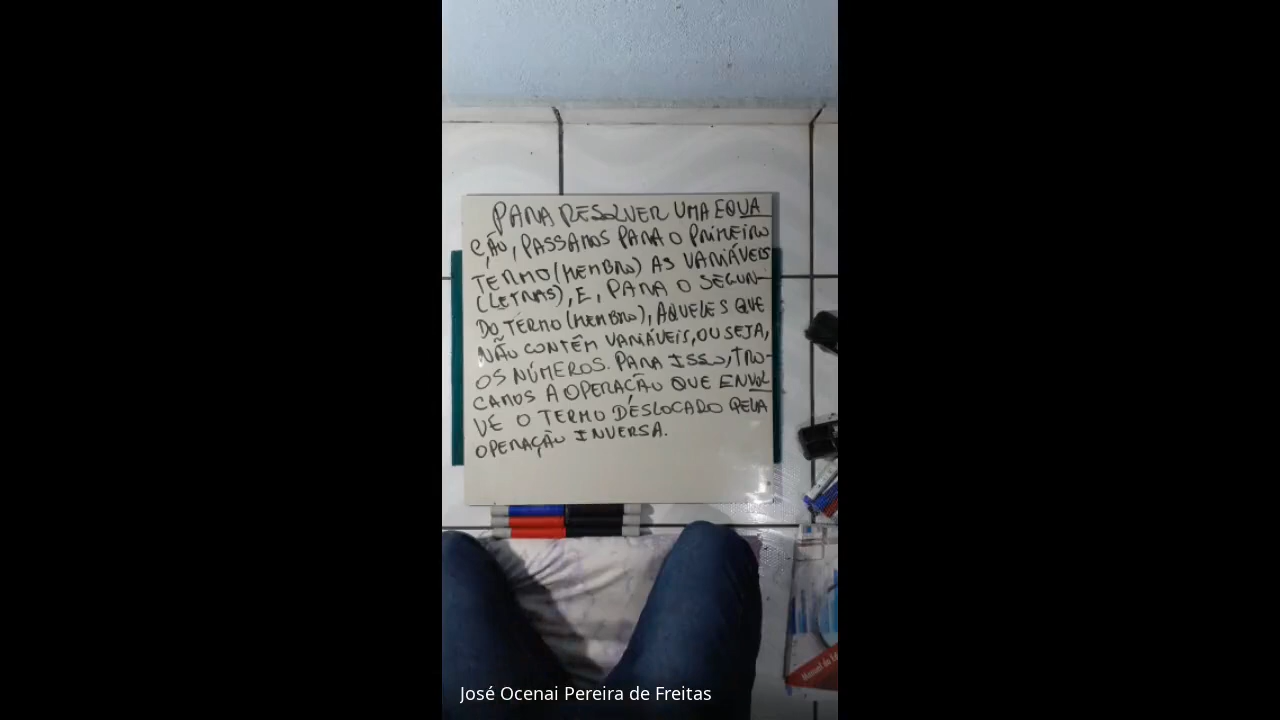 PARA RESOLVER UMA EQUA
ÇÃO, PASSAMOS PARA O PRIMEIRO
TERMO (MEMBRO) AS VARIÁVEIS
(LETRAS), E, PARA O SEGUN-
DO TERMO (MEMBRO), AQUELES QUE
NÃO CONTÊM VARIÁVEIS, OU SEJA,
OS NÚMEROS. PARA ISSO, TRO-
CAMOS A OPERAÇÃO QUE ENVOL
VE O TERMO DESLOCADO PELA
OPERAÇÃO INVERSA.
José Ocenai Pereira de Freitas